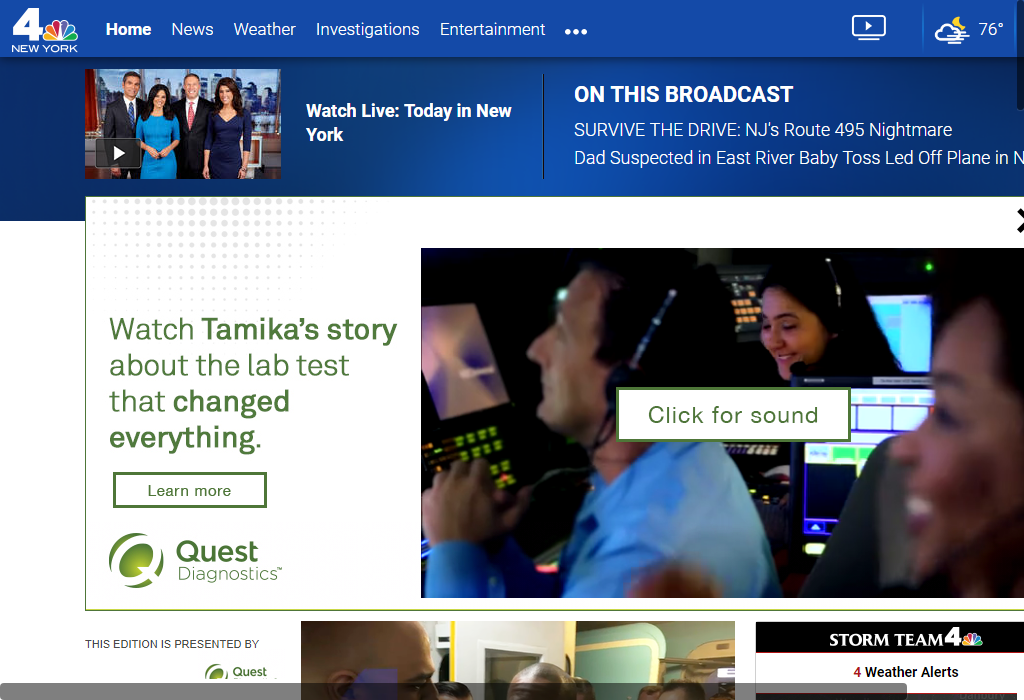 4
NEW YORK
Home News Weather Investigations Entertainment
76°
Watch Live: Today in New
York
ON THIS BROADCAST
SURVIVE THE DRIVE: NJ's Route 495 Nightmare
Dad Suspected in East River Baby Toss Led Off Plane in N
Watch Tamika's story
about the lab test
that changed
everything.
Learn more
Quest
Diagnostics™
Click for sound
THIS EDITION IS PRESENTED BY
Quest
STORM TEAM 4
4 Weather Alerts